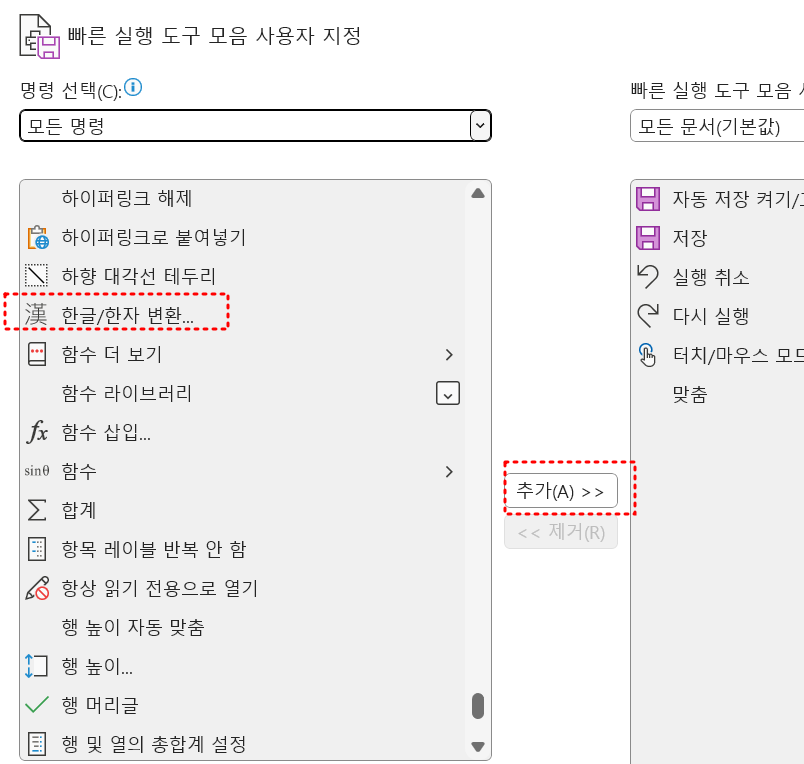 빠른 실행 도구 모음 사용자 지정
명령 선택(C):
모든 명령
하이퍼링크 해제
하이퍼링크로 붙여넣기
하향 대각선 테두리
漢 한글/한자 변환...
함수 더 보기
함수 라이브러리
fx 함수 삽입...
sinθ 함수
합계
항목 레이블 반복 안 함
항상 읽기 전용으로 열기
행 높이 자동 맞춤
행 높이...
행 머리글
행 및 열의 총합계 설정
추가(A) >>
<< 제거(R)
빠른 실행 도구 모음
모든 문서(기본값)
자동 저장 켜기/
저장
실행 취소
다시 실행
터치/마우스 모드
맞춤